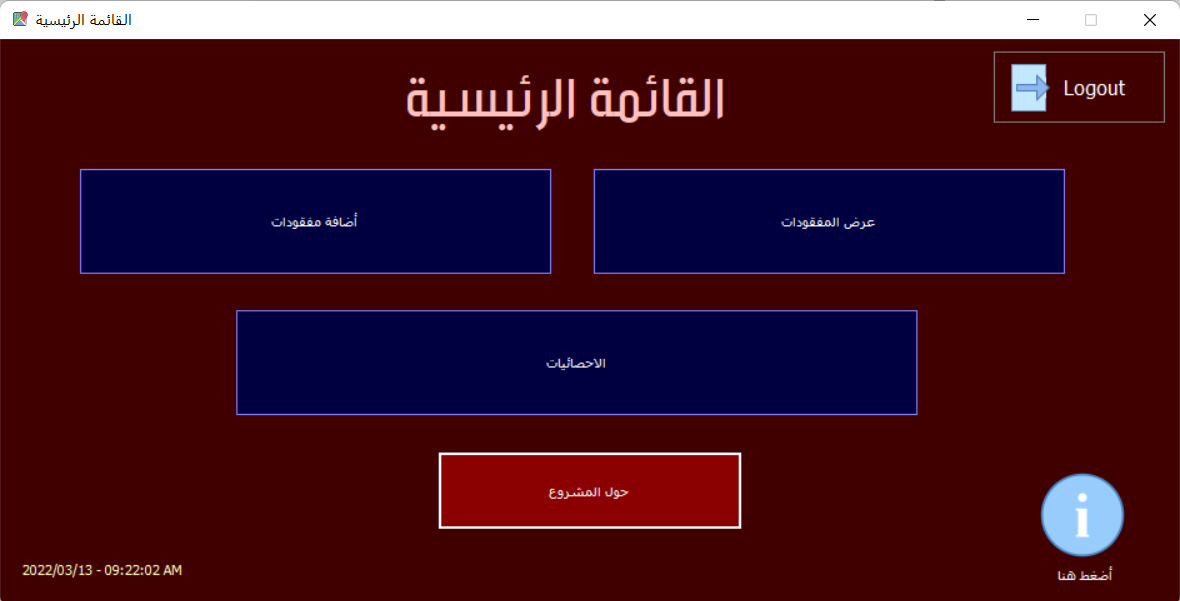 القائمة الرئيسية
القائمة الرئيسية
Logout
عرض المفقودات
أضافة مفقودات
الاحصائيات
حول المشروع
i
أضغط هنا
2022/03/13 - 09:22:02 AM